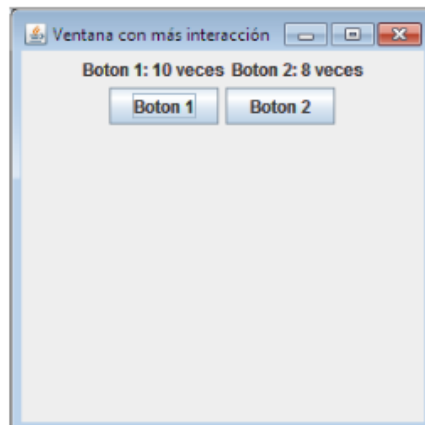 Ventana con más interacción
Boton 1: 10 veces Boton 2: 8 veces
Boton 1 Boton 2